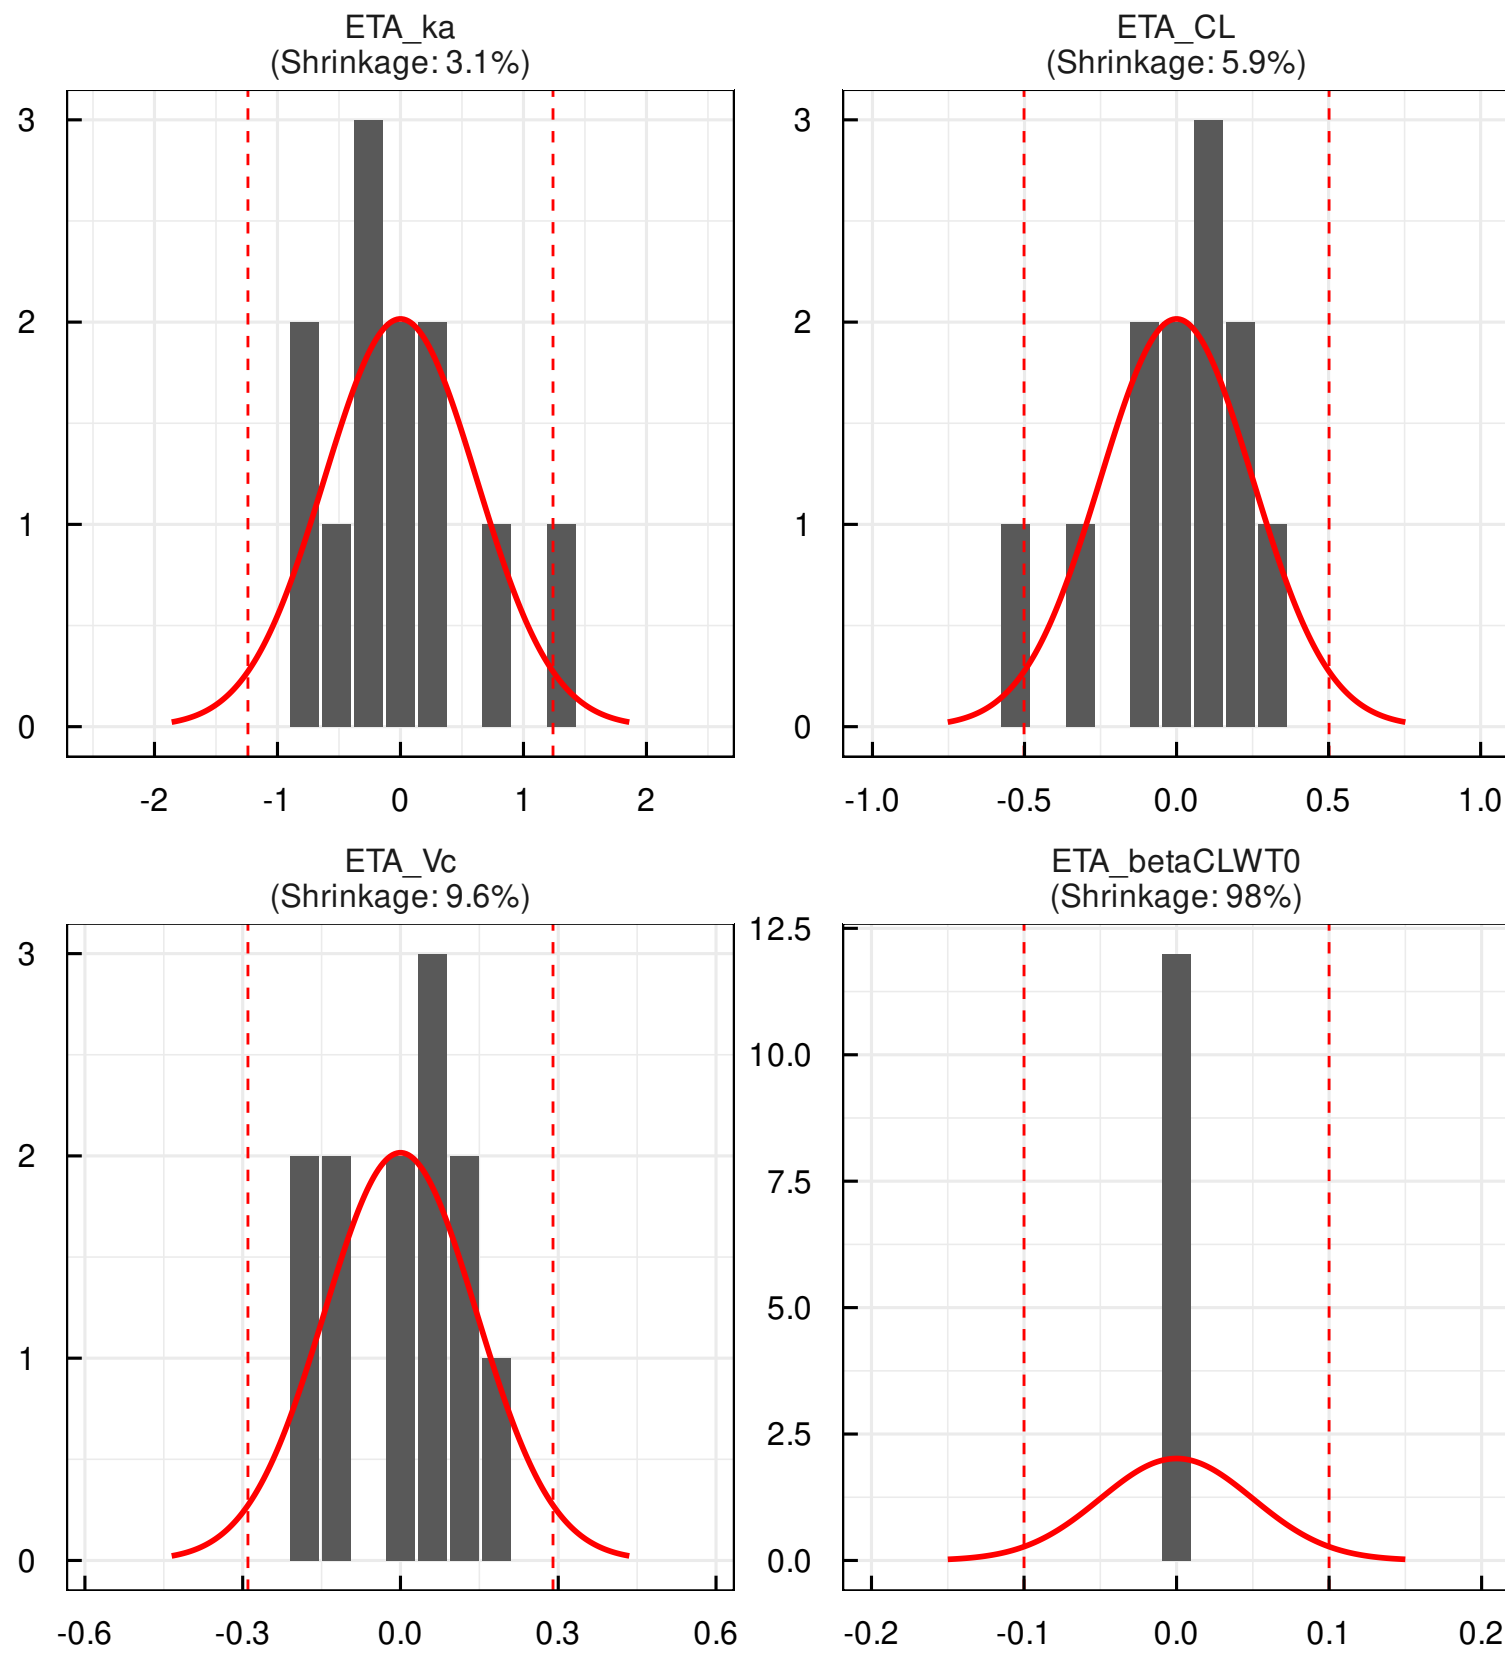 ETA_ka
(Shrinkage: 3.1%)
3
2
1
0
-2 -1 0 1 2
ETA_CL
(Shrinkage: 5.9%)
3
2
1
0
-1.0 -0.5 0.0 0.5 1.0
ETA_Vc
(Shrinkage: 9.6%)
3
2
1
0
-0.6 -0.3 0.0 0.3 0.6
ETA_betaCLWT0
(Shrinkage: 98%)
12.5
10.0
7.5
5.0
2.5
0.0
-0.2 -0.1 0.0 0.1 0.2